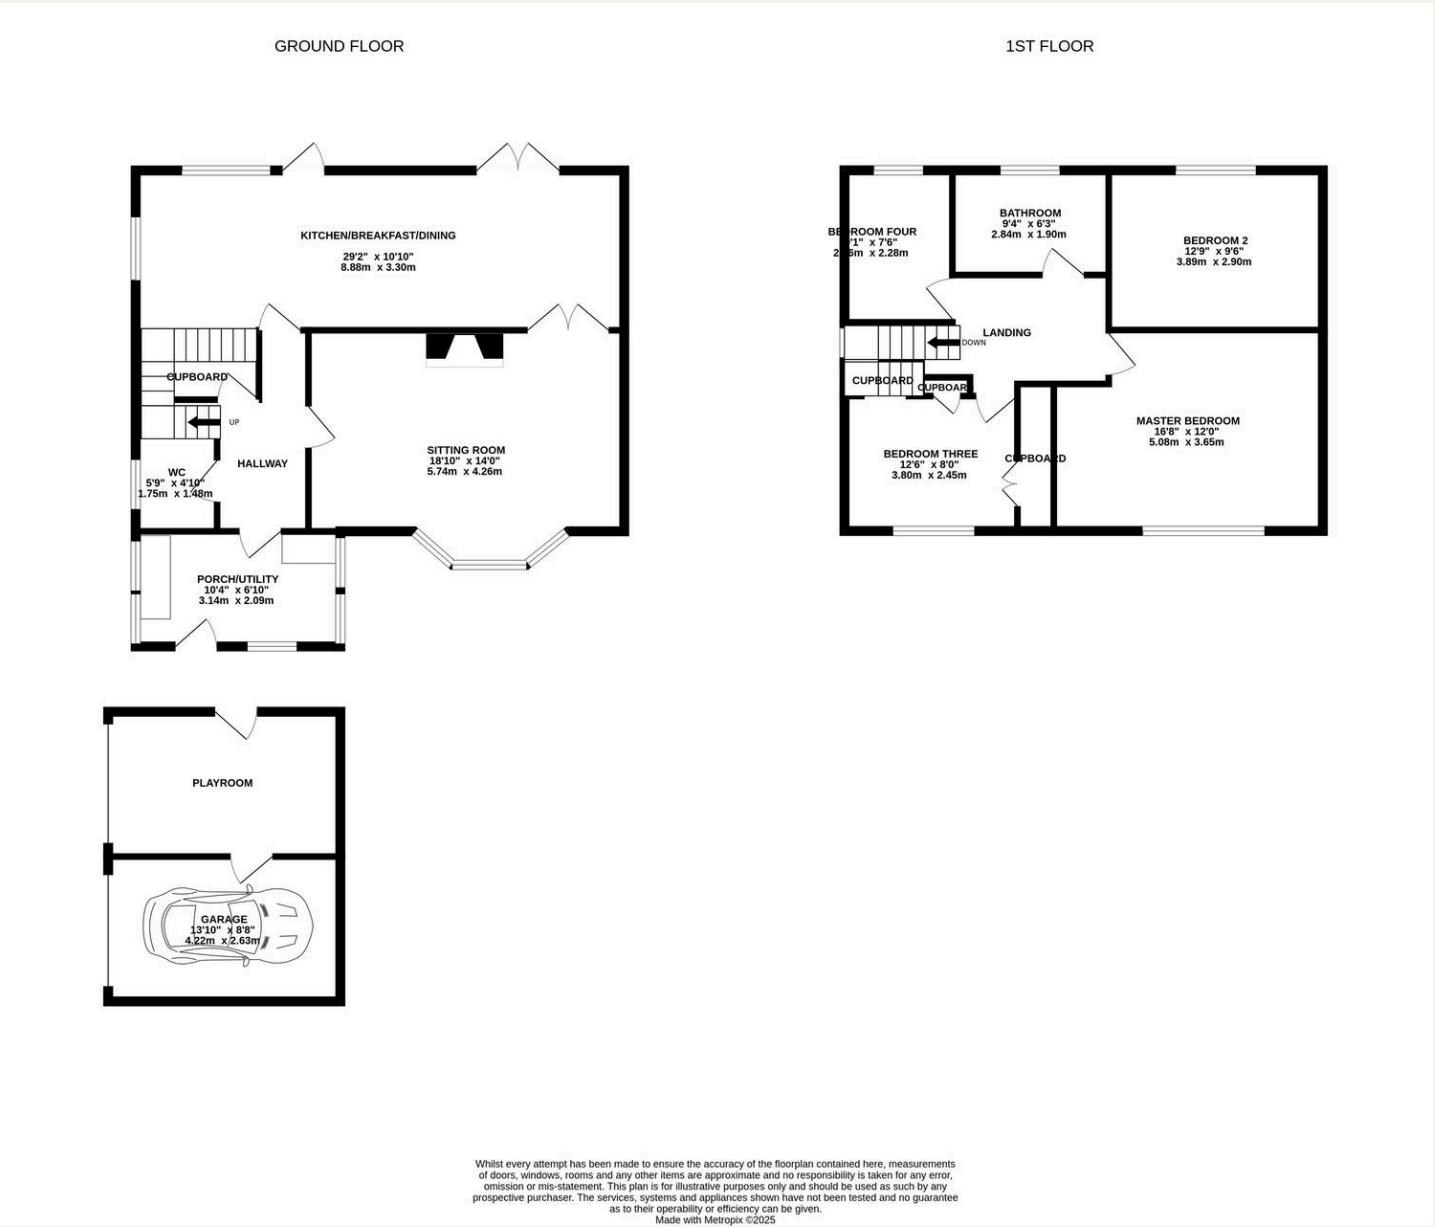 GROUND FLOOR
KITCHEN/BREAKFAST/DINING
29'2" x 10'10"
8.88m x 3.30m
CUPBOARD
UP
HALLWAY
WC
5'9" x 4'10"
1.75m x 1.48m
SITTING ROOM
18'10" x 14'0"
5.74m x 4.26m
PORCH/UTILITY
10'4" x 6'10"
3.14m x 2.09m
PLAYROOM
GARAGE
13'10" x 8'8"
4.22m x 2.63m
1ST FLOOR
BEDROOM FOUR
x 7'6"
x 2.28m
BATHROOM
9'4" x 6'3"
2.84m x 1.90m
BEDROOM 2
12'9" x 9'6"
3.89m x 2.90m
LANDING
DOWN
CUPBOARD
CUPBOARD
MASTER BEDROOM
16'8" x 12'0"
5.08m x 3.65m
BEDROOM THREE
12'6" x 8'0"
3.80m x 2.45m
CUPBOARD
Whilst every attempt has been made to ensure the accuracy of the floorplan contained here, measurements
of doors, windows, rooms and any other items are approximate and no responsibility is taken for any error,
omission or mis-statement. This plan is for illustrative purposes only and should be used as such by any
prospective purchaser. The services, systems and appliances shown have not been tested and no guarantee
as to their operability or efficiency can be given.
Made with Metropix ©2025